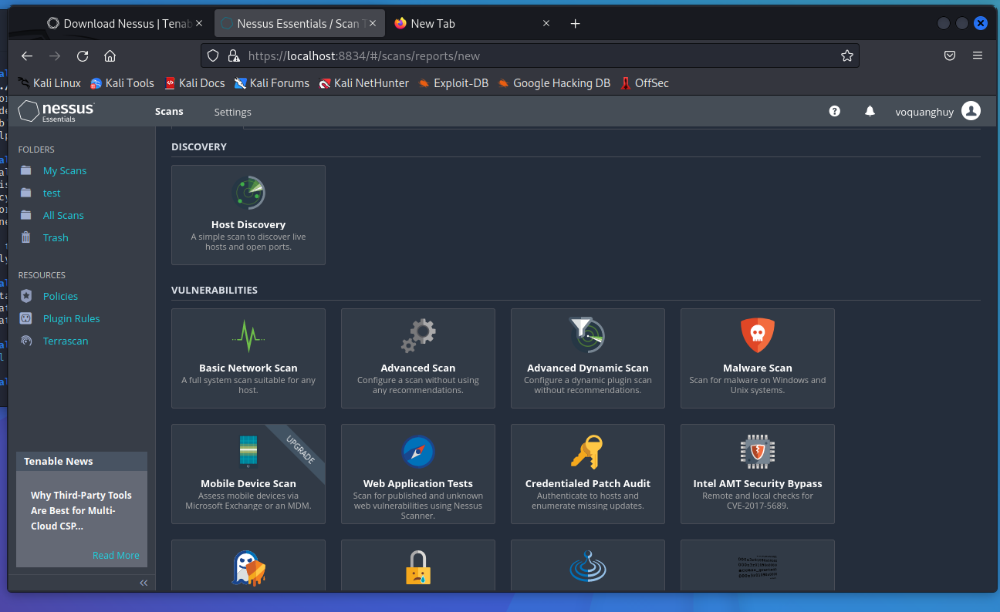 Download Nessus | Tenab
Nessus Essentials / Scan T
New Tab
https://localhost:8834/#/scans/reports/new
Kali Linux
Kali Tools
Kali Docs
Kali Forums
Kali NetHunter
Exploit-DB
Google Hacking DB
OffSec
nessus
Essentials
Scans
Settings
voquanghuy
FOLDERS
My Scans
test
All Scans
Trash
RESOURCES
Policies
Plugin Rules
Terrascan
Tenable News
Why Third-Party Tools
Are Best for Multi-
Cloud CSP...
Read More
DISCOVERY
Host Discovery
A simple scan to discover live
hosts and open ports.
VULNERABILITIES
Basic Network Scan
A full system scan suitable for any
host.
Advanced Scan
Configure a scan without using
any recommendations.
Advanced Dynamic Scan
Configure a dynamic plugin scan
without recommendations.
Malware Scan
Scan for malware on Windows and
Unix systems.
UPGRADE
Mobile Device Scan
Assess mobile devices via
Microsoft Exchange or an MDM.
Web Application Tests
Scan for published and unknown
web vulnerabilities using Nessus
Scanner.
Credentialed Patch Audit
Authenticate to hosts and
enumerate missing updates.
Intel AMT Security Bypass
Remote and local checks for
CVE-2017-5689.